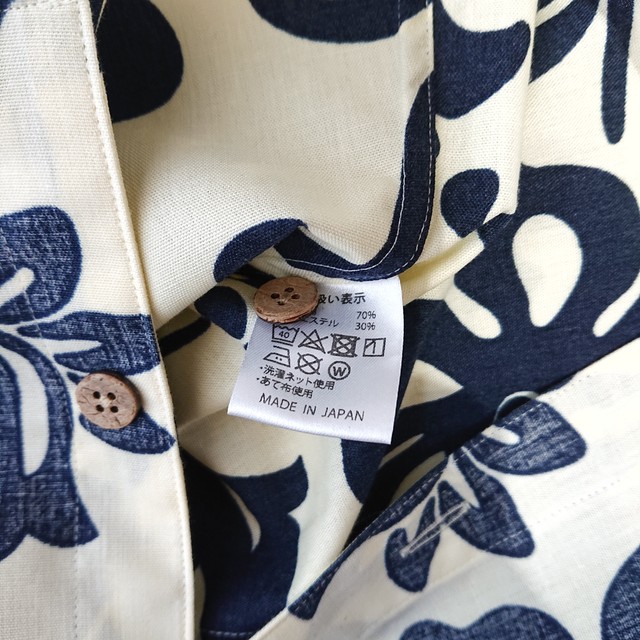 い表示
70%
ステル 30%
40
W
・洗濯ネット使用
・あて布使用
MADE IN JAPAN